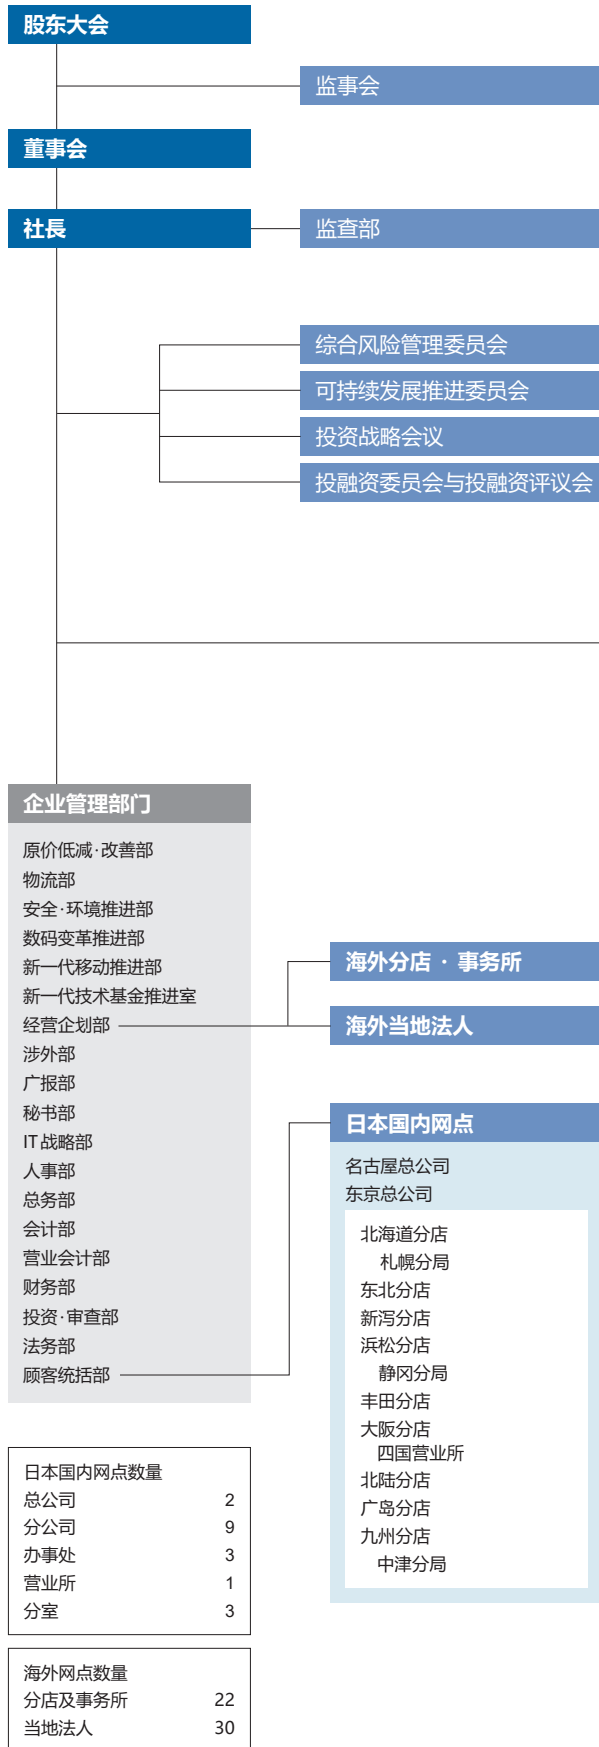 股东大会
监事会
董事会
社長
监查部
综合风险管理委员会
可持续发展推进委员会
投资战略会议
投融资委员会与投融资评议会
企业管理部门
原价低减·改善部
物流部
安全·环境推进部
数码变革推进部
新一代移动推进部
新一代技术基金推进室
经营企划部
涉外部
广报部
秘书部
IT战略部
人事部
总务部
会计部
营业会计部
财务部
投资·审查部
法务部
顾客统括部
海外分店 · 事务所
海外当地法人
日本国内网点
名古屋总公司
东京总公司
北海道分店
札幌分局
东北分店
新泻分店
浜松分店
静冈分局
丰田分店
大阪分店
四国营业所
北陆分店
广岛分店
九州分店
中津分局
日本国内网点数量
总公司 2
分公司 9
办事处 3
营业所 1
分室 3
海外网点数量
分店及事务所 22
当地法人 30